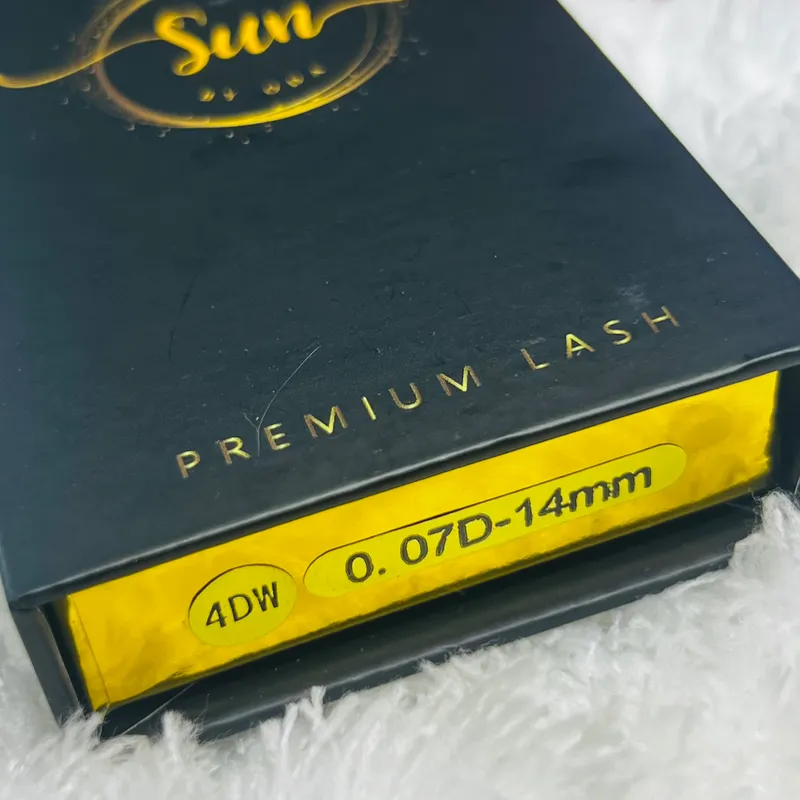 Sun
PREMIUM LASH
4DW
0. 07D-14mm